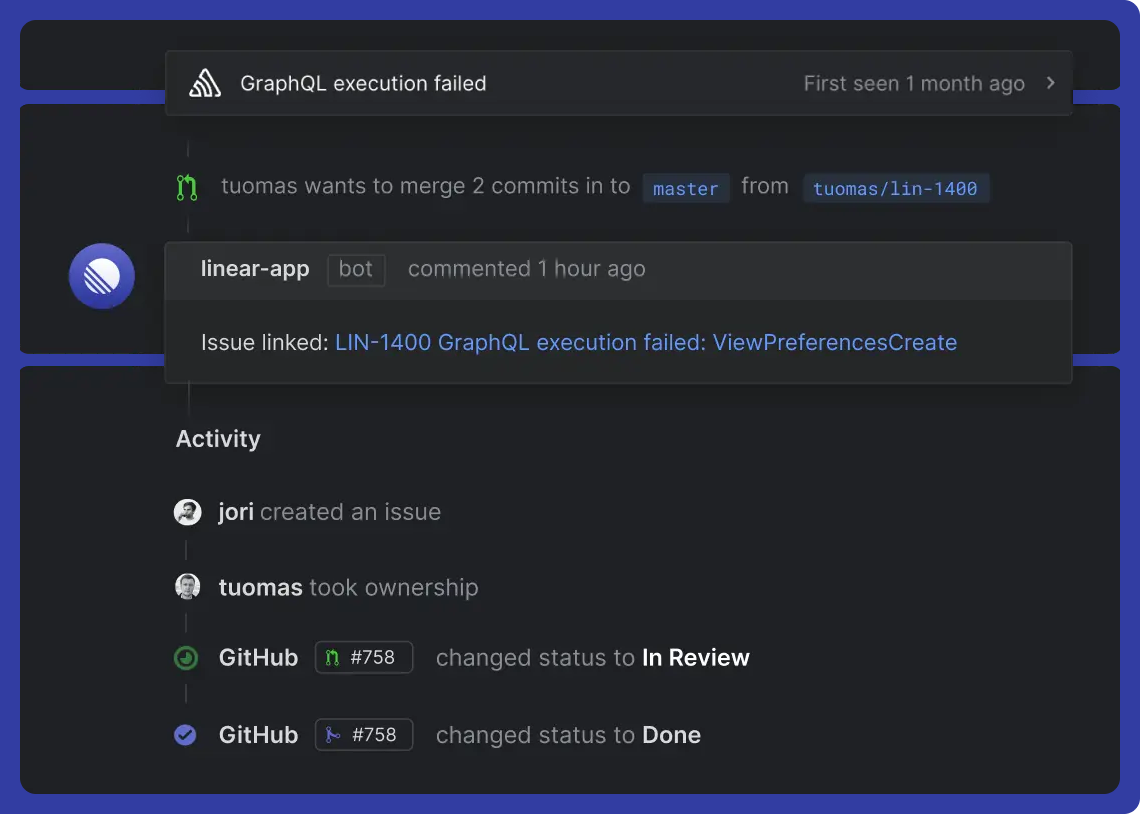 GraphQL execution failed First seen 1 month ago
tuomas wants to merge 2 commits in to master from tuomas/lin-1400
linear-app bot commented 1 hour ago
Issue linked: LIN-1400 GraphQL execution failed: ViewPreferencesCreate
Activity
jori created an issue
tuomas took ownership
GitHub #758 changed status to In Review
GitHub #758 changed status to Done